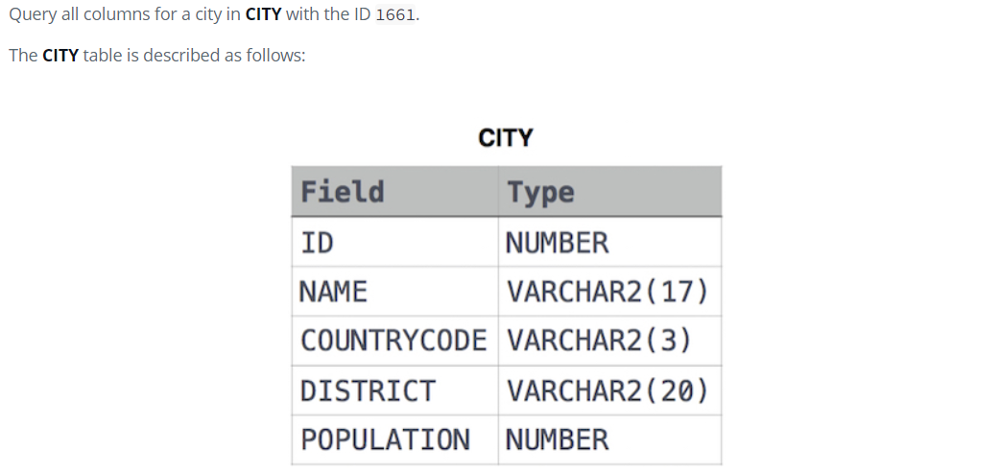 Query all columns for a city in CITY with the ID 1661.
The CITY table is described as follows:
CITY
Field Type
ID NUMBER
NAME VARCHAR2(17)
COUNTRYCODE VARCHAR2(3)
DISTRICT VARCHAR2(20)
POPULATION NUMBER